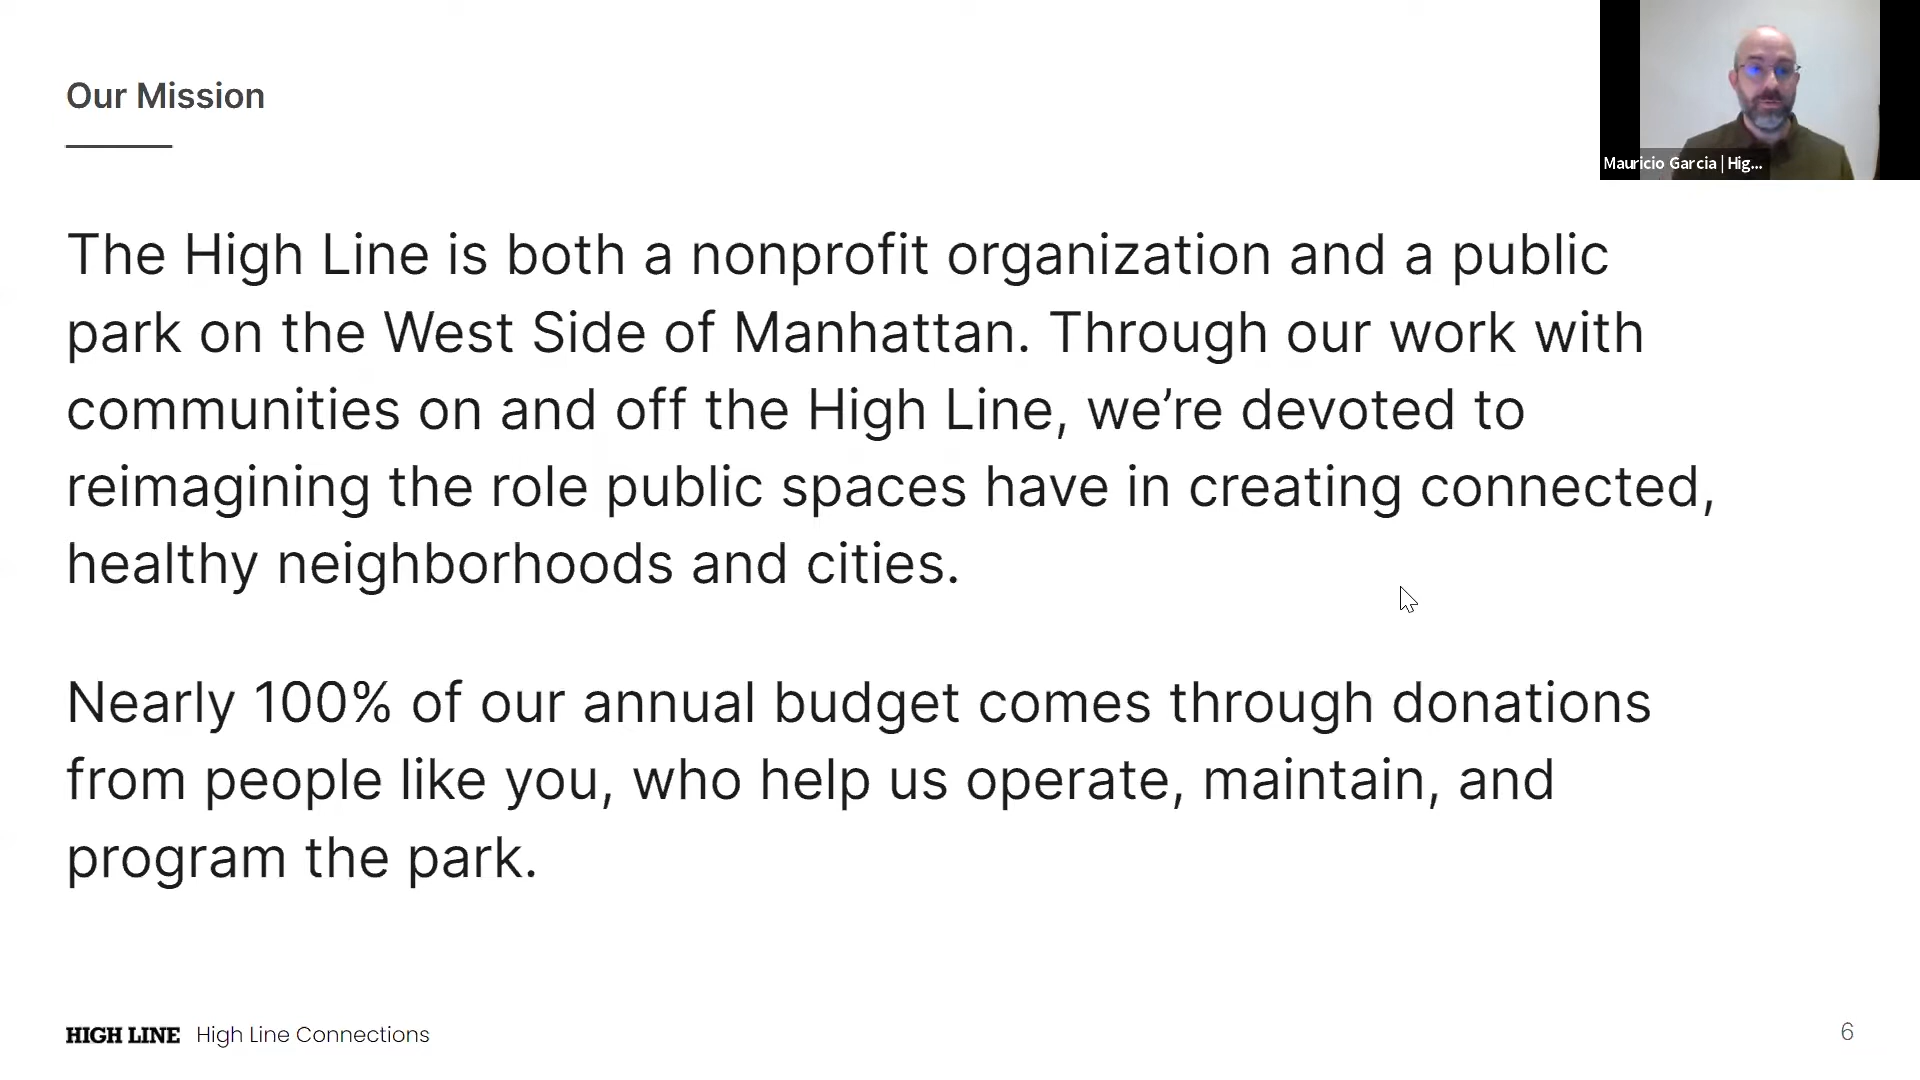 Our Mission
Mauricio Garcia | Hig...
The High Line is both a nonprofit organization and a public
park on the West Side of Manhattan. Through our work with
communities on and off the High Line, we’re devoted to
reimagining the role public spaces have in creating connected,
healthy neighborhoods and cities.
Nearly 100% of our annual budget comes through donations
from people like you, who help us operate, maintain, and
program the park.
HIGH LINE High Line Connections
6